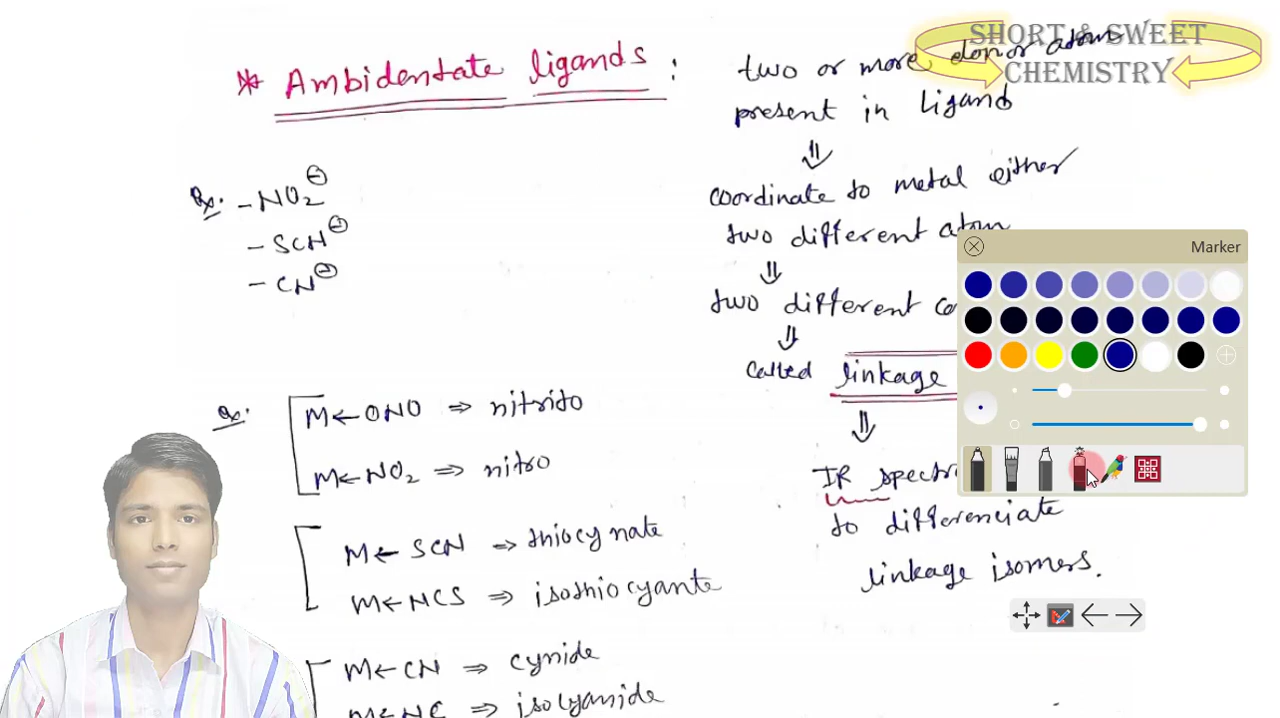 SHORT & SWEET
CHEMISTRY
* Ambidentate ligands :
two or more donor atom
present in ligand
⇓
coordinate to metal either
two different atom
⇓
two different
⇓
called linkage
⇓
IR
to differenciate
linkage isomers.
Ex: - NO2⊖
- SCN⊖
- CN⊖
Ex: M←ONO ⇒ nitrito
M←NO2 ⇒ nitro
M←SCN ⇒ thiocynate
M←NCS ⇒ isothiocyante
M←CN ⇒ cynide
M←NC ⇒ isocyanide
Marker